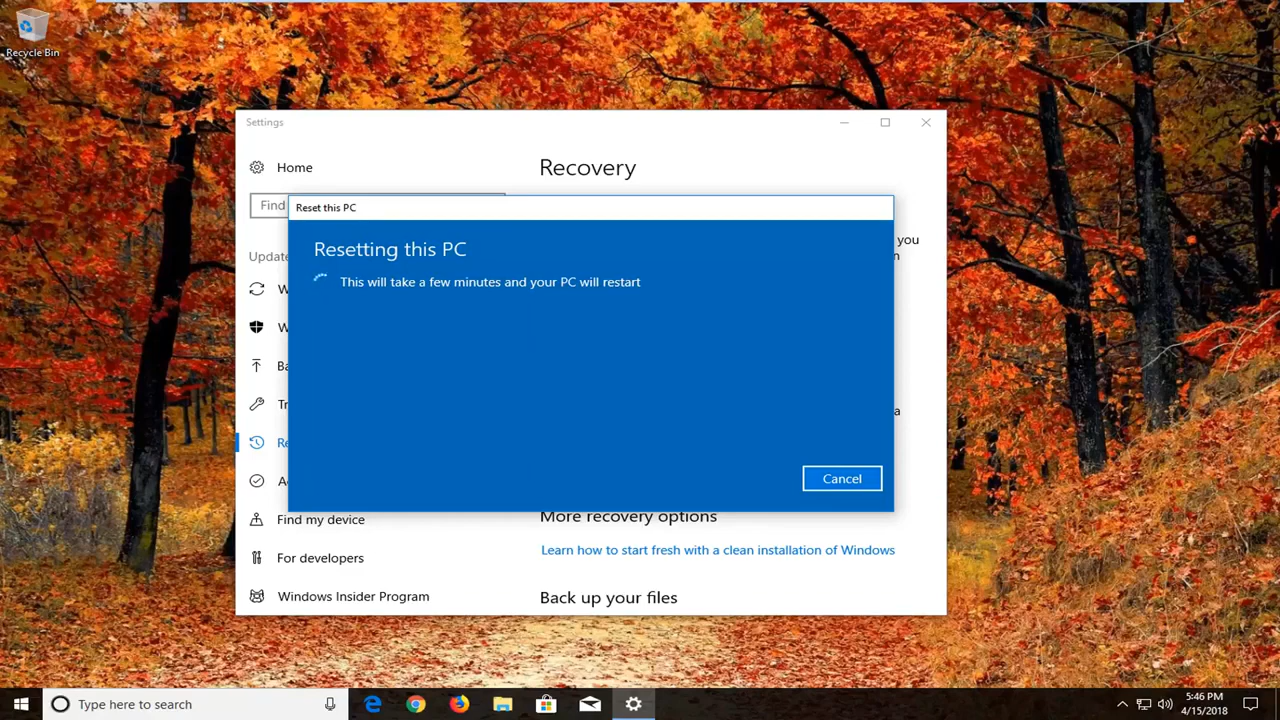 Recycle Bin
Settings
Home
Recovery
Find
Reset this PC
Resetting this PC
This will take a few minutes and your PC will restart
you
Update
W
W
Ba
Tr
a
Re
Cancel
Find my device
More recovery options
Learn how to start fresh with a clean installation of Windows
For developers
Windows Insider Program
Back up your files
Type here to search
5:46 PM
4/15/2018